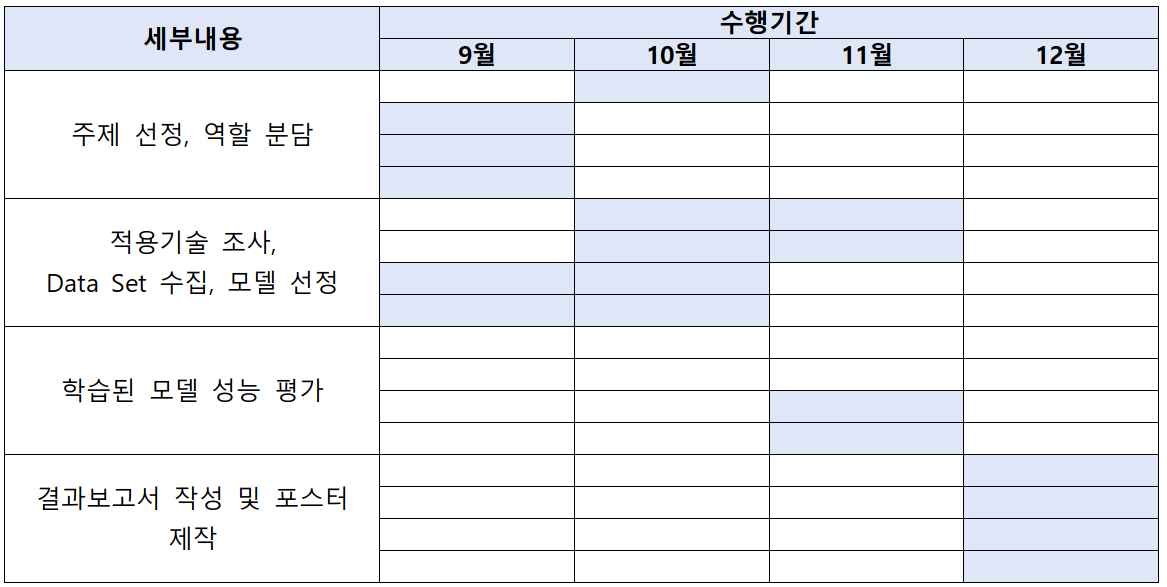 세부내용
수행기간
9월 10월 11월 12월
주제 선정, 역할 분담
적용기술 조사,
Data Set 수집, 모델 선정
학습된 모델 성능 평가
결과보고서 작성 및 포스터
제작